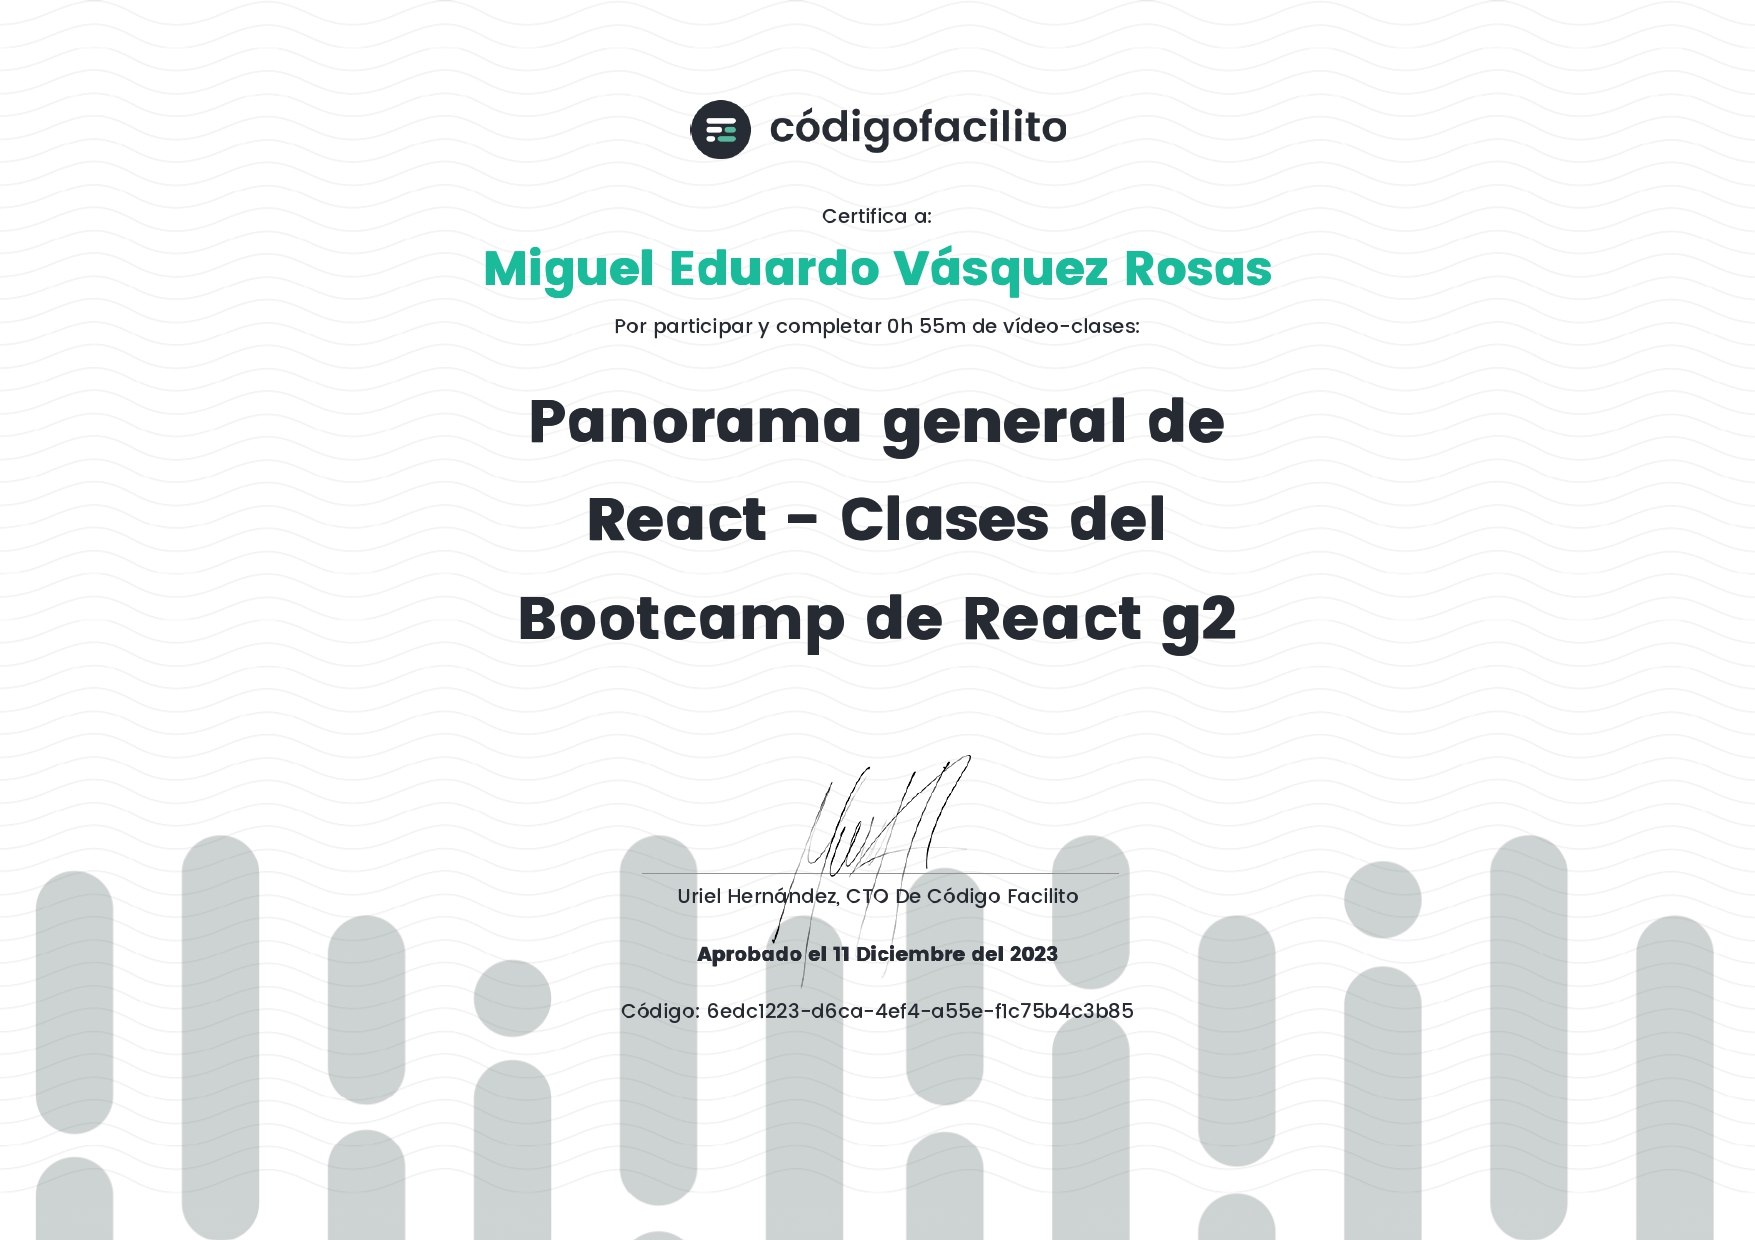 códigofacilito
Certifica a:
Miguel Eduardo Vásquez Rosas
Por participar y completar 0h 55m de vídeo-clases:
Panorama general de
React - Clases del
Bootcamp de React g2
Uriel Hernández, CTO De Código Facilito
Aprobado el 11 Diciembre del 2023
Código: 6edc1223-d6ca-4ef4-a55e-f1c75b4c3b85